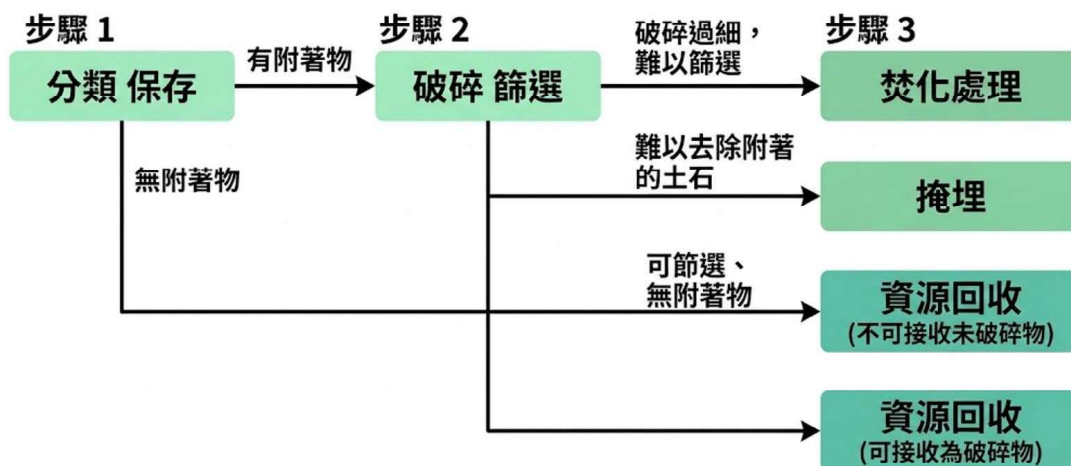 步驟 1
分類 保存
有附著物
無附著物
步驟 2
破碎 篩選
破碎過細，
難以篩選
難以去除附著
的土石
可節選、
無附著物
步驟 3
焚化處理
掩埋
資源回收
(不可接收未破碎物)
資源回收
(可接收為破碎物)